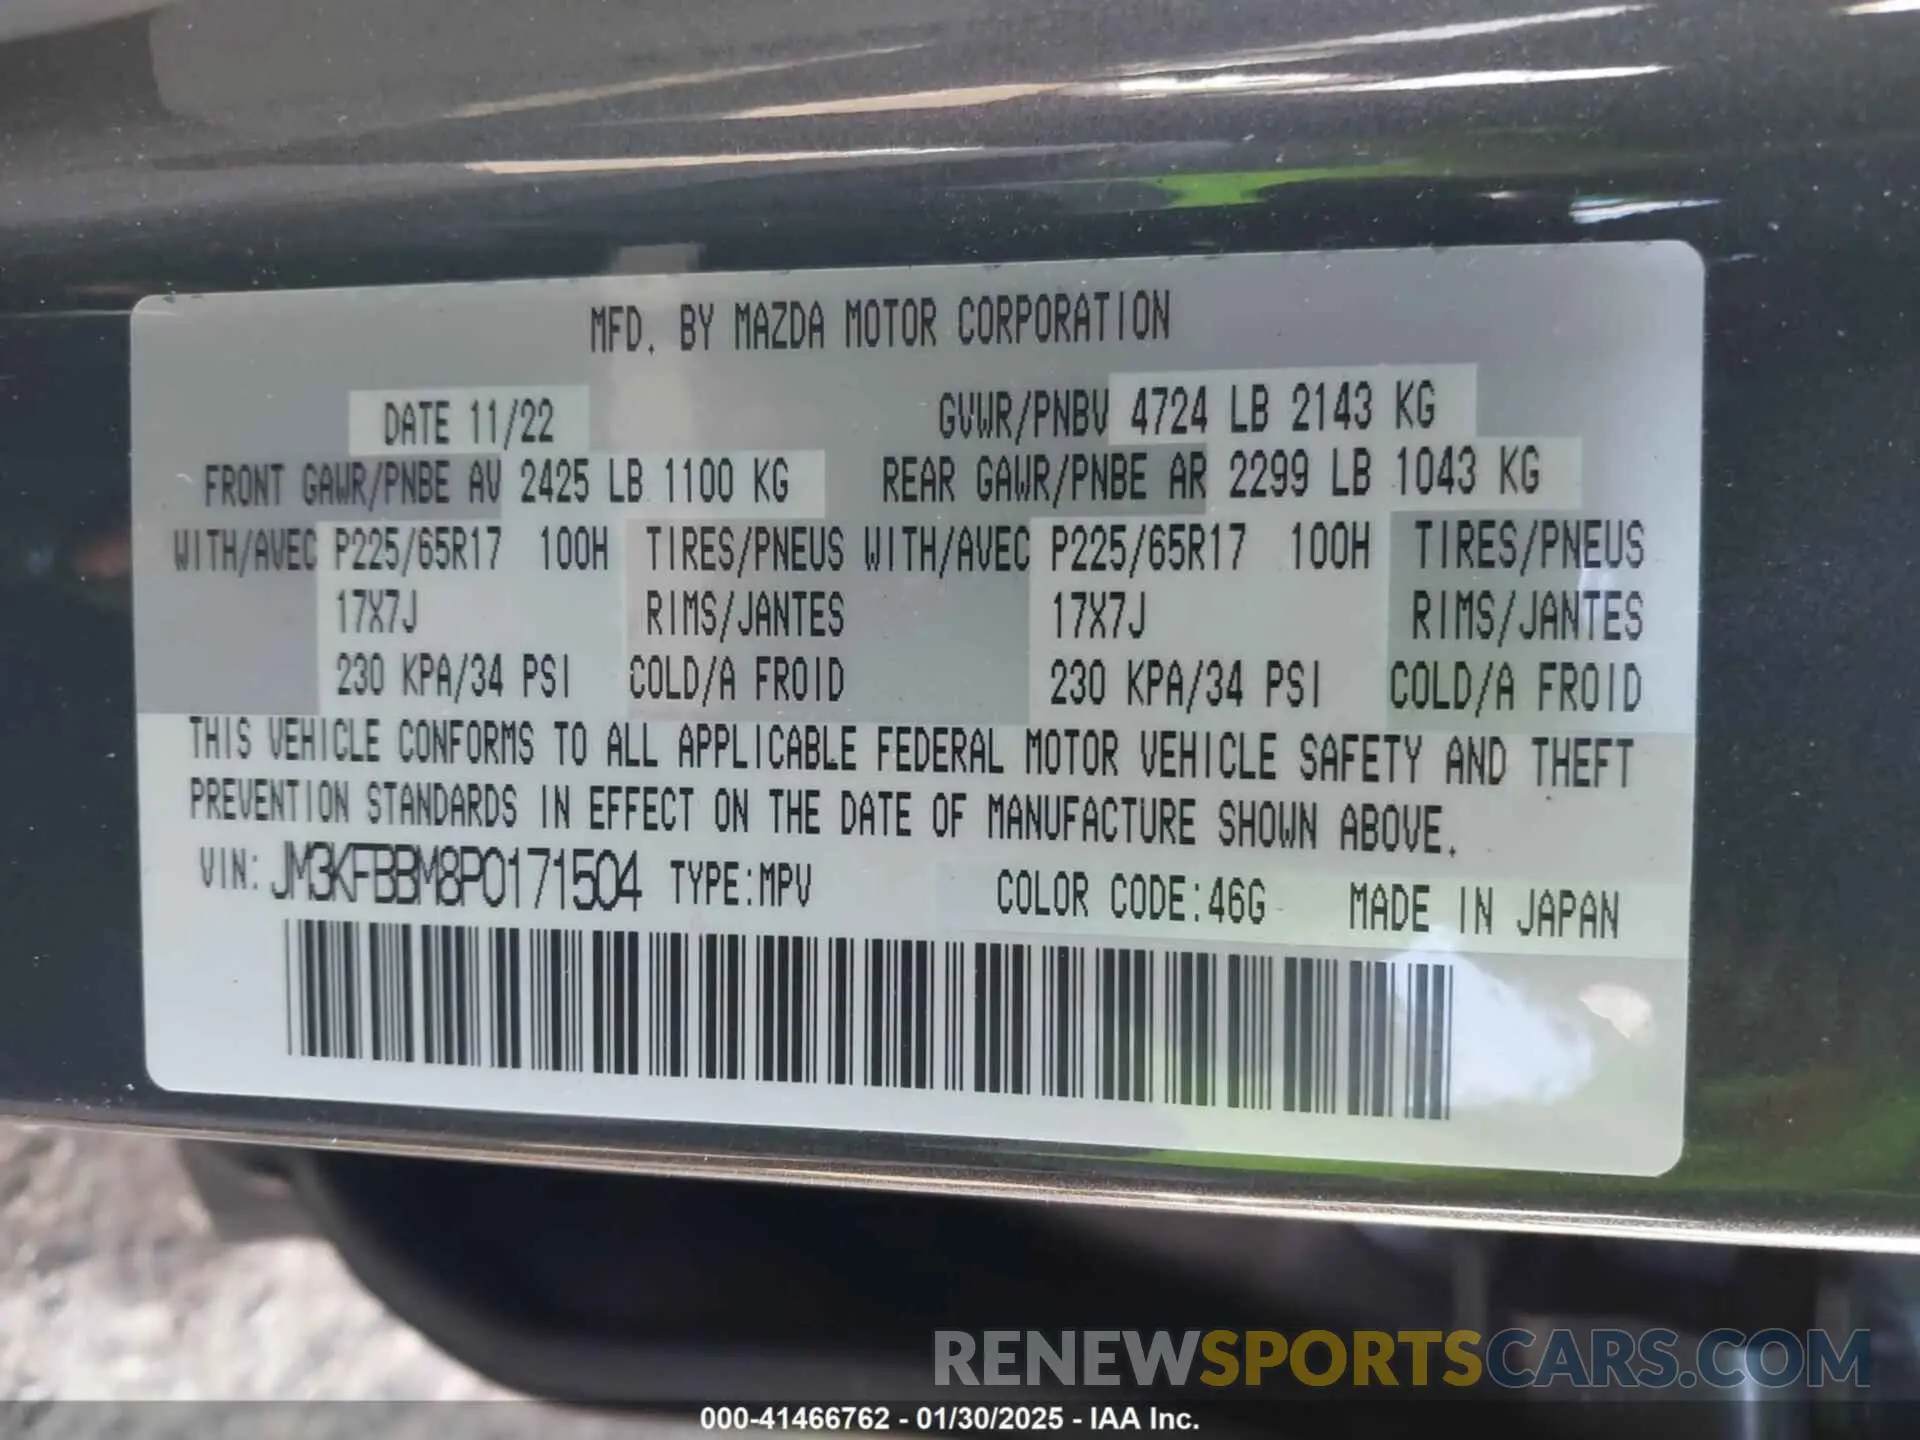 MFD. BY MAZDA MOTOR CORPORATION
DATE 11/22 GVWR/PNBV 4724 LB 2143 KG
FRONT GAWR/PNBE AV 2425 LB 1100 KG REAR GAWR/PNBE AR 2299 LB 1043 KG
WITH/AVEC P225/65R17 100H TIRES/PNEUS WITH/AVEC P225/65R17 100H TIRES/PNEUS
17X7J RIMS/JANTES 17X7J RIMS/JANTES
230 KPA/34 PSI COLD/A FROID 230 KPA/34 PSI COLD/A FROID
THIS VEHICLE CONFORMS TO ALL APPLICABLE FEDERAL MOTOR VEHICLE SAFETY AND THEFT
PREVENTION STANDARDS IN EFFECT ON THE DATE OF MANUFACTURE SHOWN ABOVE.
VIN: JM3KFBBM8P0171504 TYPE:MPV COLOR CODE:46G MADE IN JAPAN
RENEWSPORTSCARS.COM
000-41466762 - 01/30/2025 - IAA Inc.